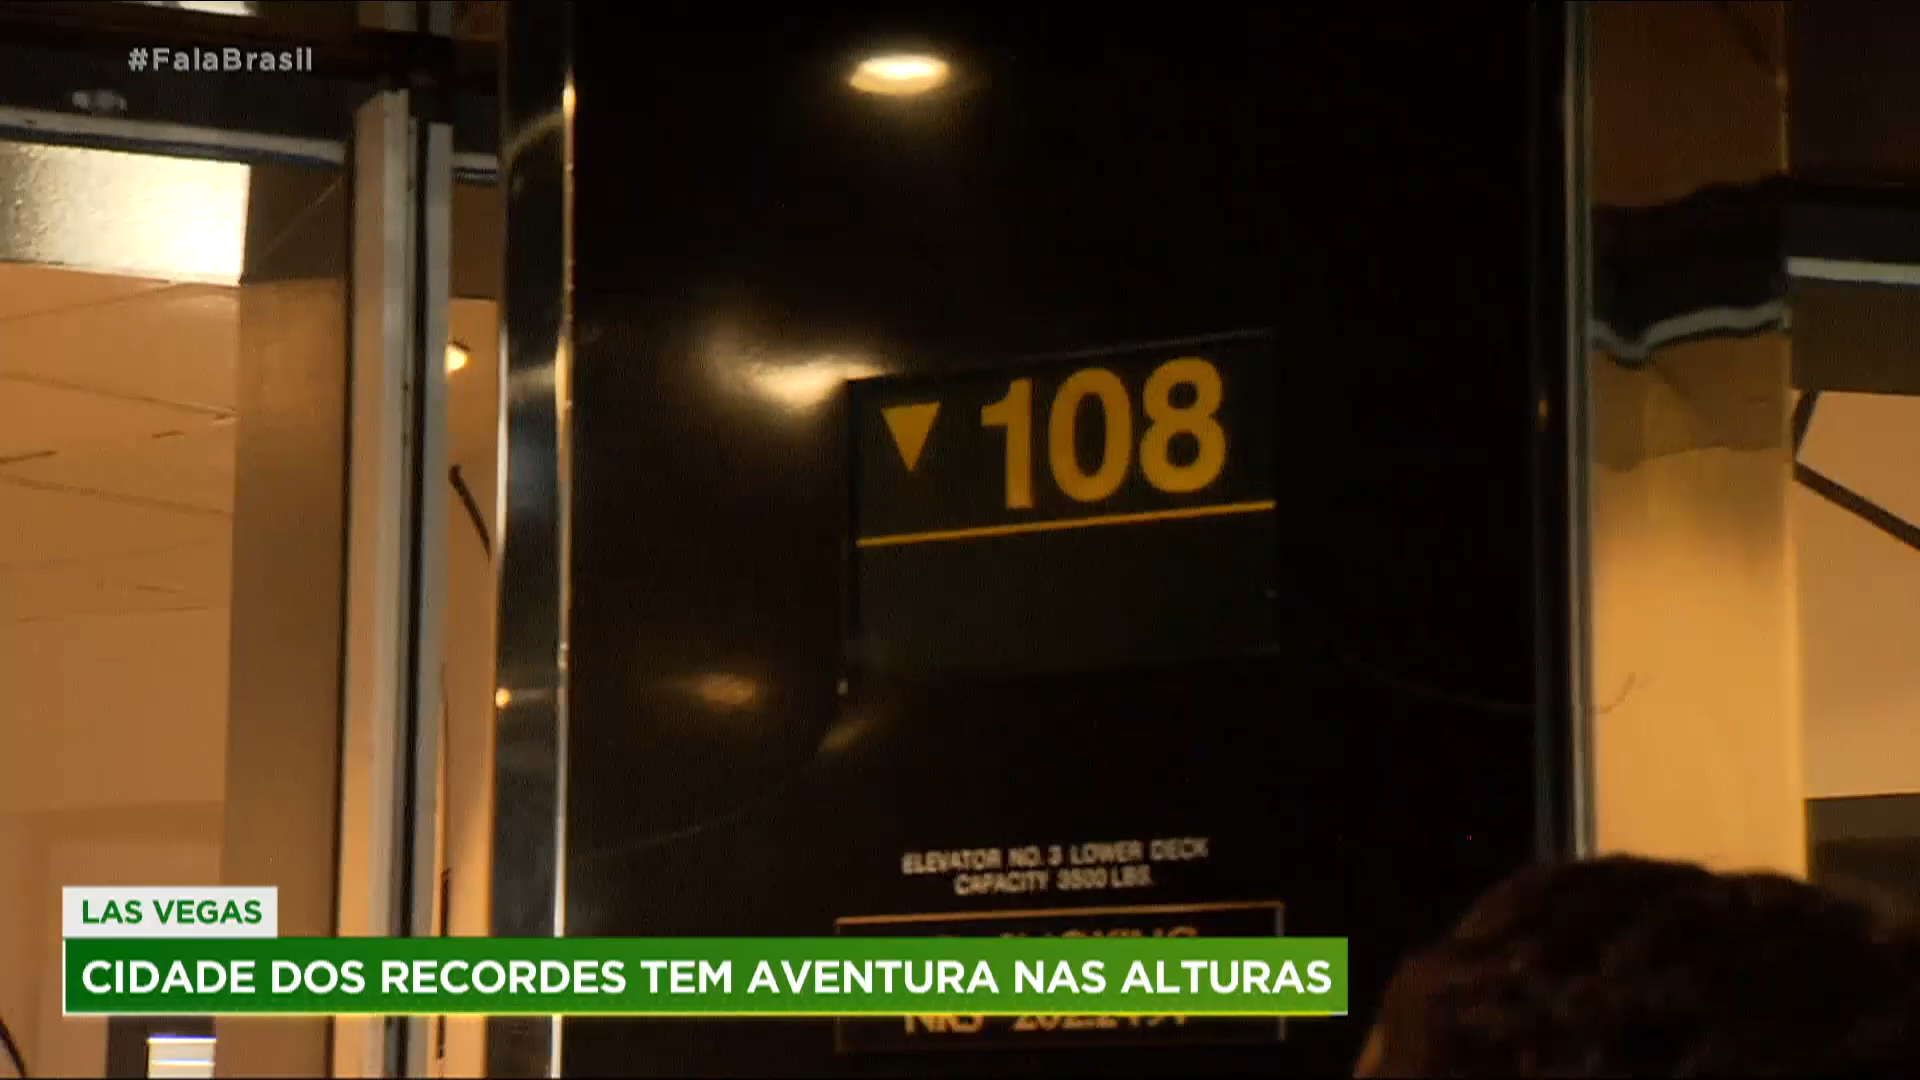 #FalaBrasil
▼ 108
ELEVATOR NO. 3 LOWER DECK
CAPACITY 3500 LBS.
LAS VEGAS
CIDADE DOS RECORDES TEM AVENTURA NAS ALTURAS